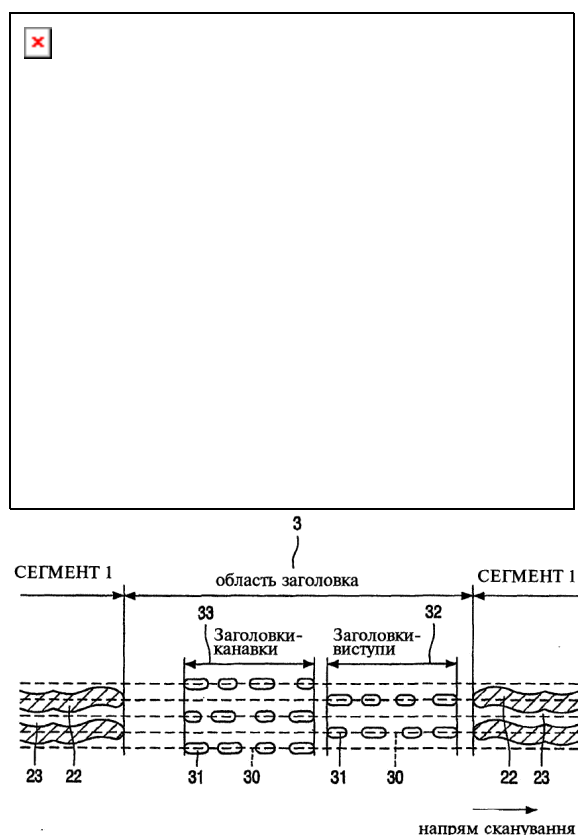 3
СЕГМЕНТ 1
область заголовка
СЕГМЕНТ 1
33
Заголовки-
канавки
Заголовки-
виступи
32
23
22
31
30
31
30
22
23
напрям сканування